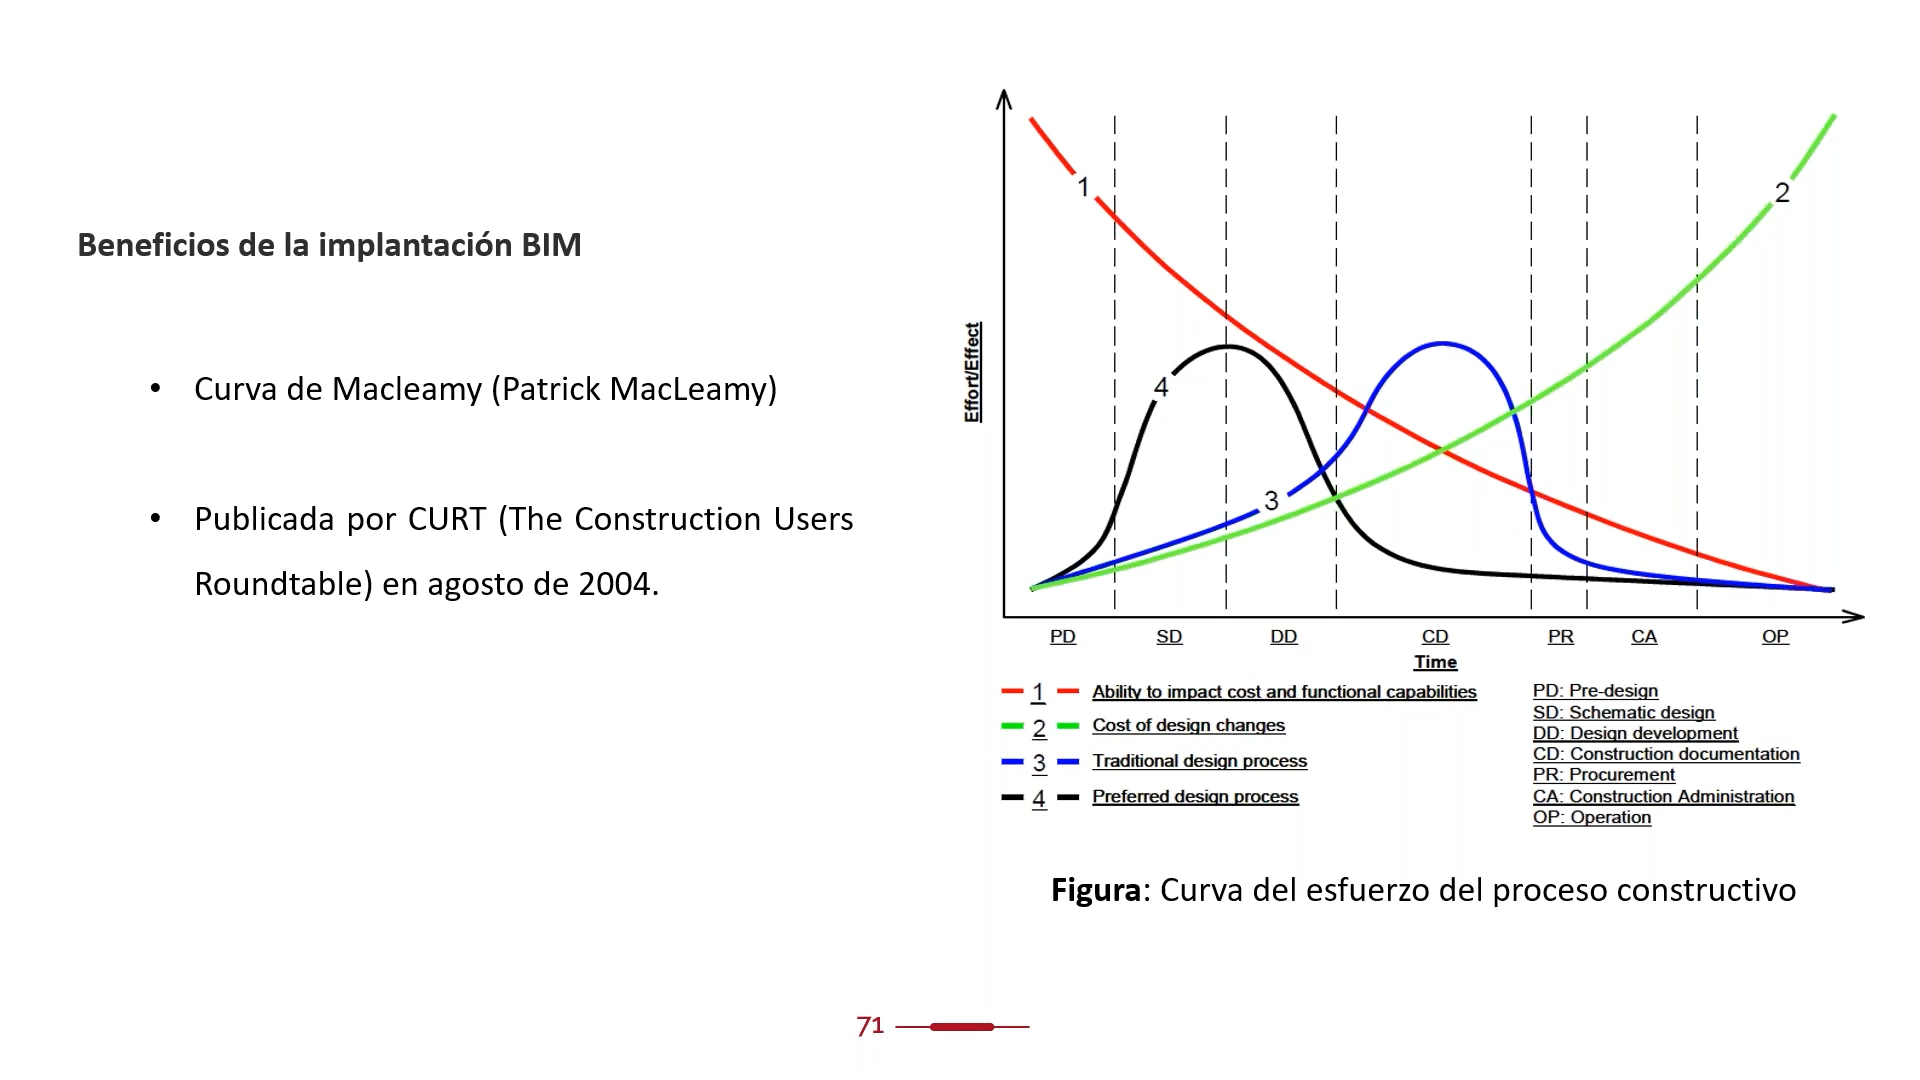 Beneficios de la implantación BIM
• Curva de Macleamy (Patrick MacLeamy)
• Publicada por CURT (The Construction Users
Roundtable) en agosto de 2004.
Effort/Effect
1
2
3
4
PD SD DD CD PR CA OP
Time
1 Ability to impact cost and functional capabilities
2 Cost of design changes
3 Traditional design process
4 Preferred design process
PD: Pre-design
SD: Schematic design
DD: Design development
CD: Construction documentation
PR: Procurement
CA: Construction Administration
OP: Operation
Figura: Curva del esfuerzo del proceso constructivo
71